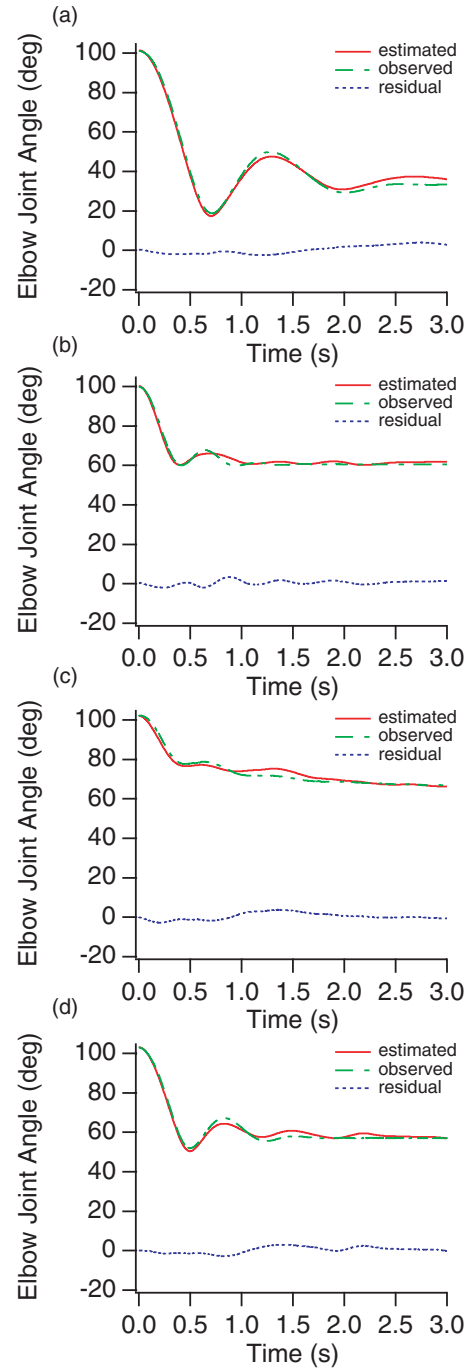 (a)
Elbow Joint Angle (deg)
100
80
60
40
20
0
-20
estimated
observed
residual
0.0 0.5 1.0 1.5 2.0 2.5 3.0
Time (s)
(b)
Elbow Joint Angle (deg)
100
80
60
40
20
0
-20
estimated
observed
residual
0.0 0.5 1.0 1.5 2.0 2.5 3.0
Time (s)
(c)
Elbow Joint Angle (deg)
100
80
60
40
20
0
-20
estimated
observed
residual
0.0 0.5 1.0 1.5 2.0 2.5 3.0
Time (s)
(d)
Elbow Joint Angle (deg)
100
80
60
40
20
0
-20
estimated
observed
residual
0.0 0.5 1.0 1.5 2.0 2.5 3.0
Time (s)